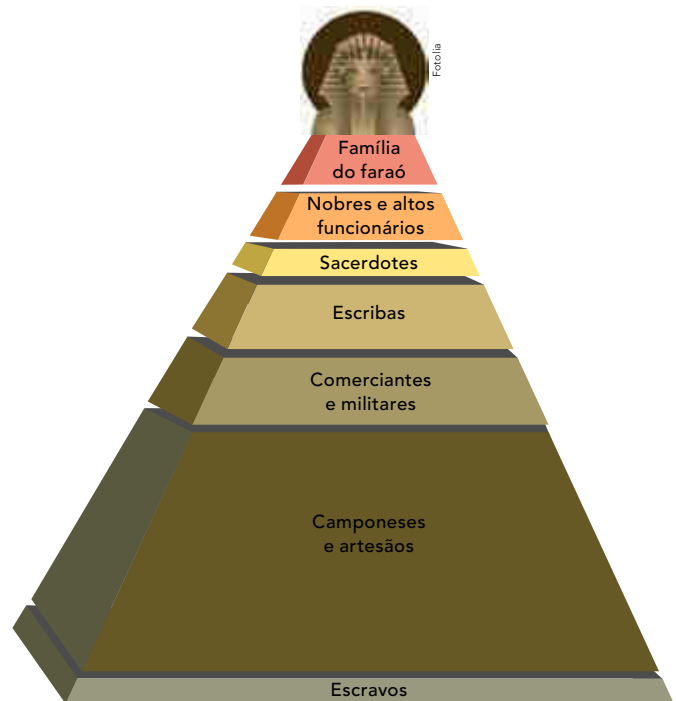 Fotolia
Família
do faraó
Nobres e altos
funcionários
Sacerdotes
Escribas
Comerciantes
e militares
Camponeses
e artesãos
Escravos